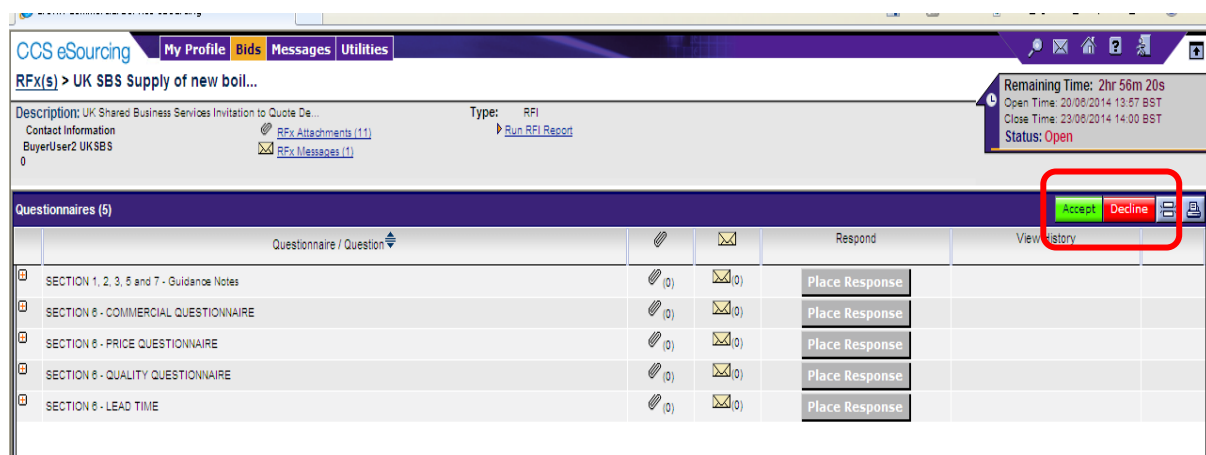 CCS eSourcing My Profile Bids Messages Utilities
RFx(s) > UK SBS Supply of new boil...
Remaining Time: 2hr 56m 20s
Open Time: 20/06/2014 13:57 BST
Close Time: 23/06/2014 14:00 BST
Status: Open
Description: UK Shared Business Services Invitation to Quote De... Type: RFI
Contact Information RFx Attachments (11) Run RFI Report
BuyerUser2 UKSBS RFx Messages (1)
0
Questionnaires (5) Accept Decline
Questionnaire / Question Respond View History
SECTION 1, 2, 3, 5 and 7 - Guidance Notes (0) (0) Place Response
SECTION 6 - COMMERCIAL QUESTIONNAIRE (0) (0) Place Response
SECTION 6 - PRICE QUESTIONNAIRE (0) (0) Place Response
SECTION 6 - QUALITY QUESTIONNAIRE (0) (0) Place Response
SECTION 6 - LEAD TIME (0) (0) Place Response